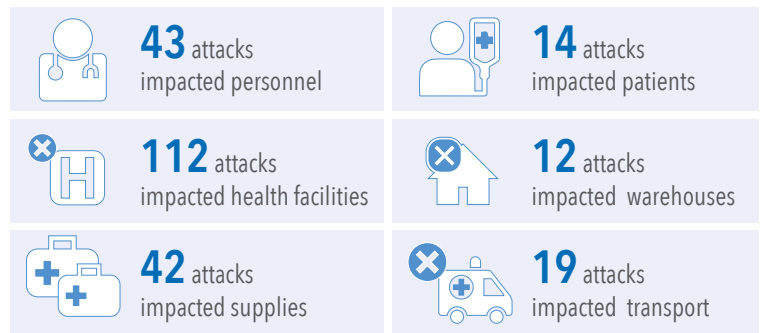 43 attacks
impacted personnel
14 attacks
impacted patients
H
112 attacks
impacted health facilities
12 attacks
impacted warehouses
42 attacks
impacted supplies
19 attacks
impacted transport